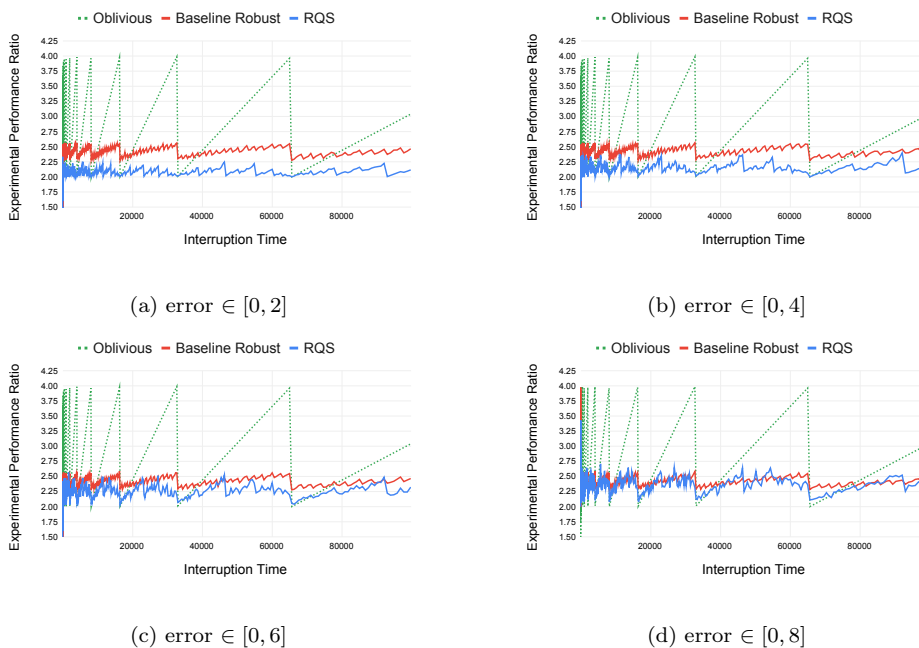 Oblivious Baseline Robust RQS
Experimental Performance Ratio
4.25
4.00
3.75
3.50
3.25
3.00
2.75
2.50
2.25
2.00
1.75
1.50
20000 40000 60000 80000
Interruption Time
(a) error ∈ [0, 2]
Oblivious Baseline Robust RQS
Experimental Performance Ratio
4.25
4.00
3.75
3.50
3.25
3.00
2.75
2.50
2.25
2.00
1.75
1.50
20000 40000 60000 80000
Interruption Time
(b) error ∈ [0, 4]
Oblivious Baseline Robust RQS
Experimental Performance Ratio
4.25
4.00
3.75
3.50
3.25
3.00
2.75
2.50
2.25
2.00
1.75
1.50
20000 40000 60000 80000
Interruption Time
(c) error ∈ [0, 6]
Oblivious Baseline Robust RQS
Experimental Performance Ratio
4.25
4.00
3.75
3.50
3.25
3.00
2.75
2.50
2.25
2.00
1.75
1.50
20000 40000 60000 80000
Interruption Time
(d) error ∈ [0, 8]